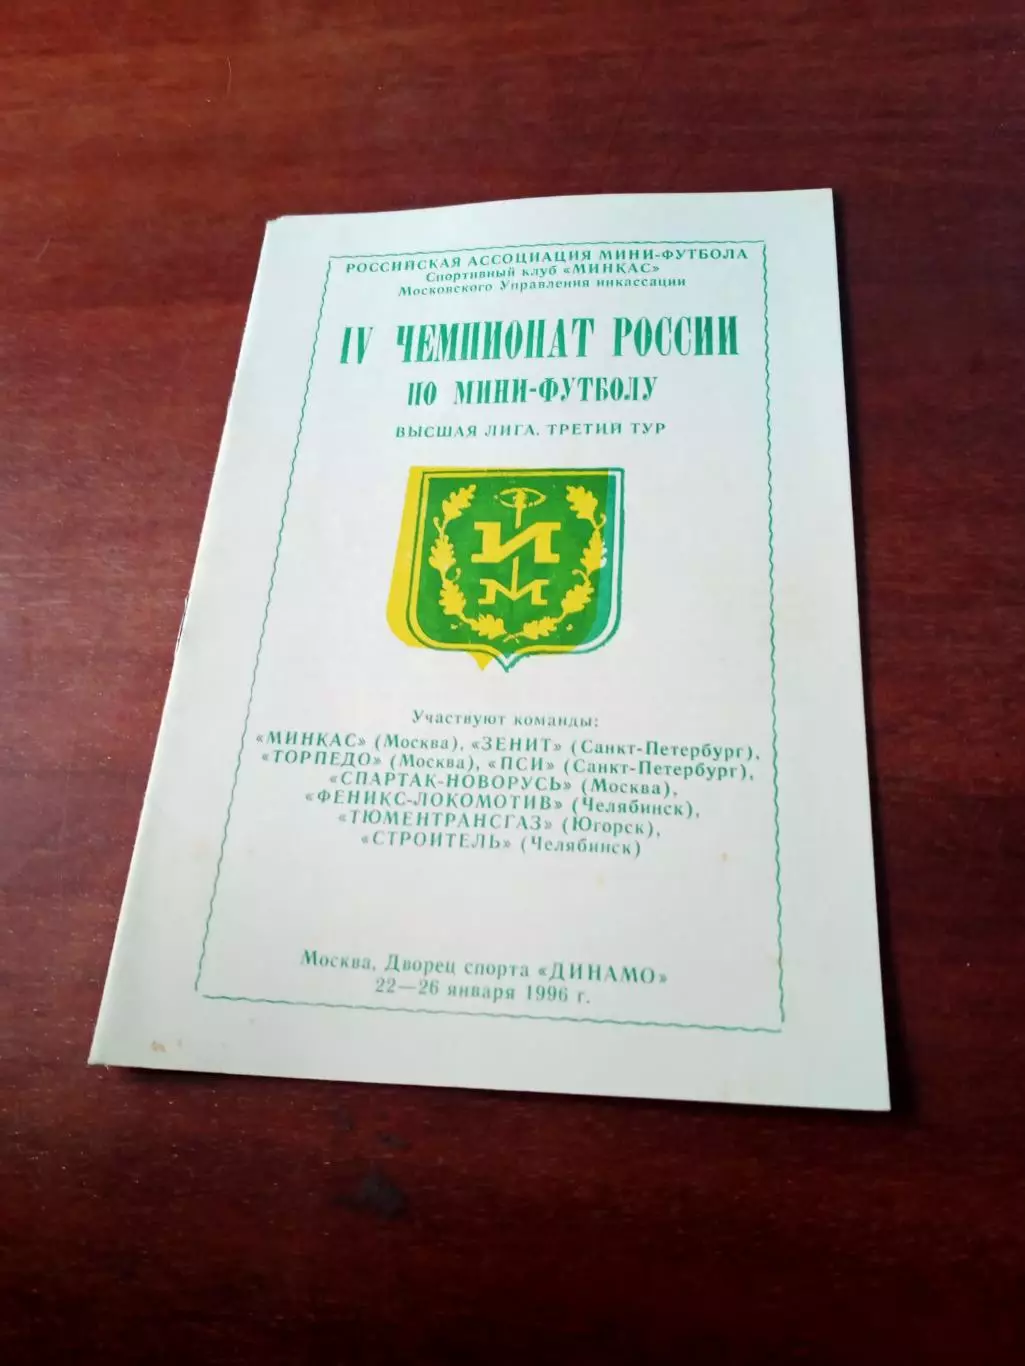 РОССИЙСКАЯ АССОЦИАЦИЯ МИНИ-ФУТБОЛА
Спортивный клуб «МИНКАС»
Московского Управления инкассации
IV ЧЕМПИОНАТ РОССИИ
ПО МИНИ-ФУТБОЛУ
ВЫСШАЯ ЛИГА. ТРЕТИЙ ТУР
И
М
Участвуют команды:
«МИНКАС» (Москва), «ЗЕНИТ» (Санкт-Петербург),
«ТОРПЕДО» (Москва), «ПСИ» (Санкт-Петербург),
«СПАРТАК-НОВОРУСЬ» (Москва),
«ФЕНИКС-ЛОКОМОТИВ» (Челябинск),
«ТЮМЕНТРАНСГАЗ» (Югорск),
«СТРОИТЕЛЬ» (Челябинск)
Москва, Дворец спорта «ДИНАМО»
22—26 января 1996 г.